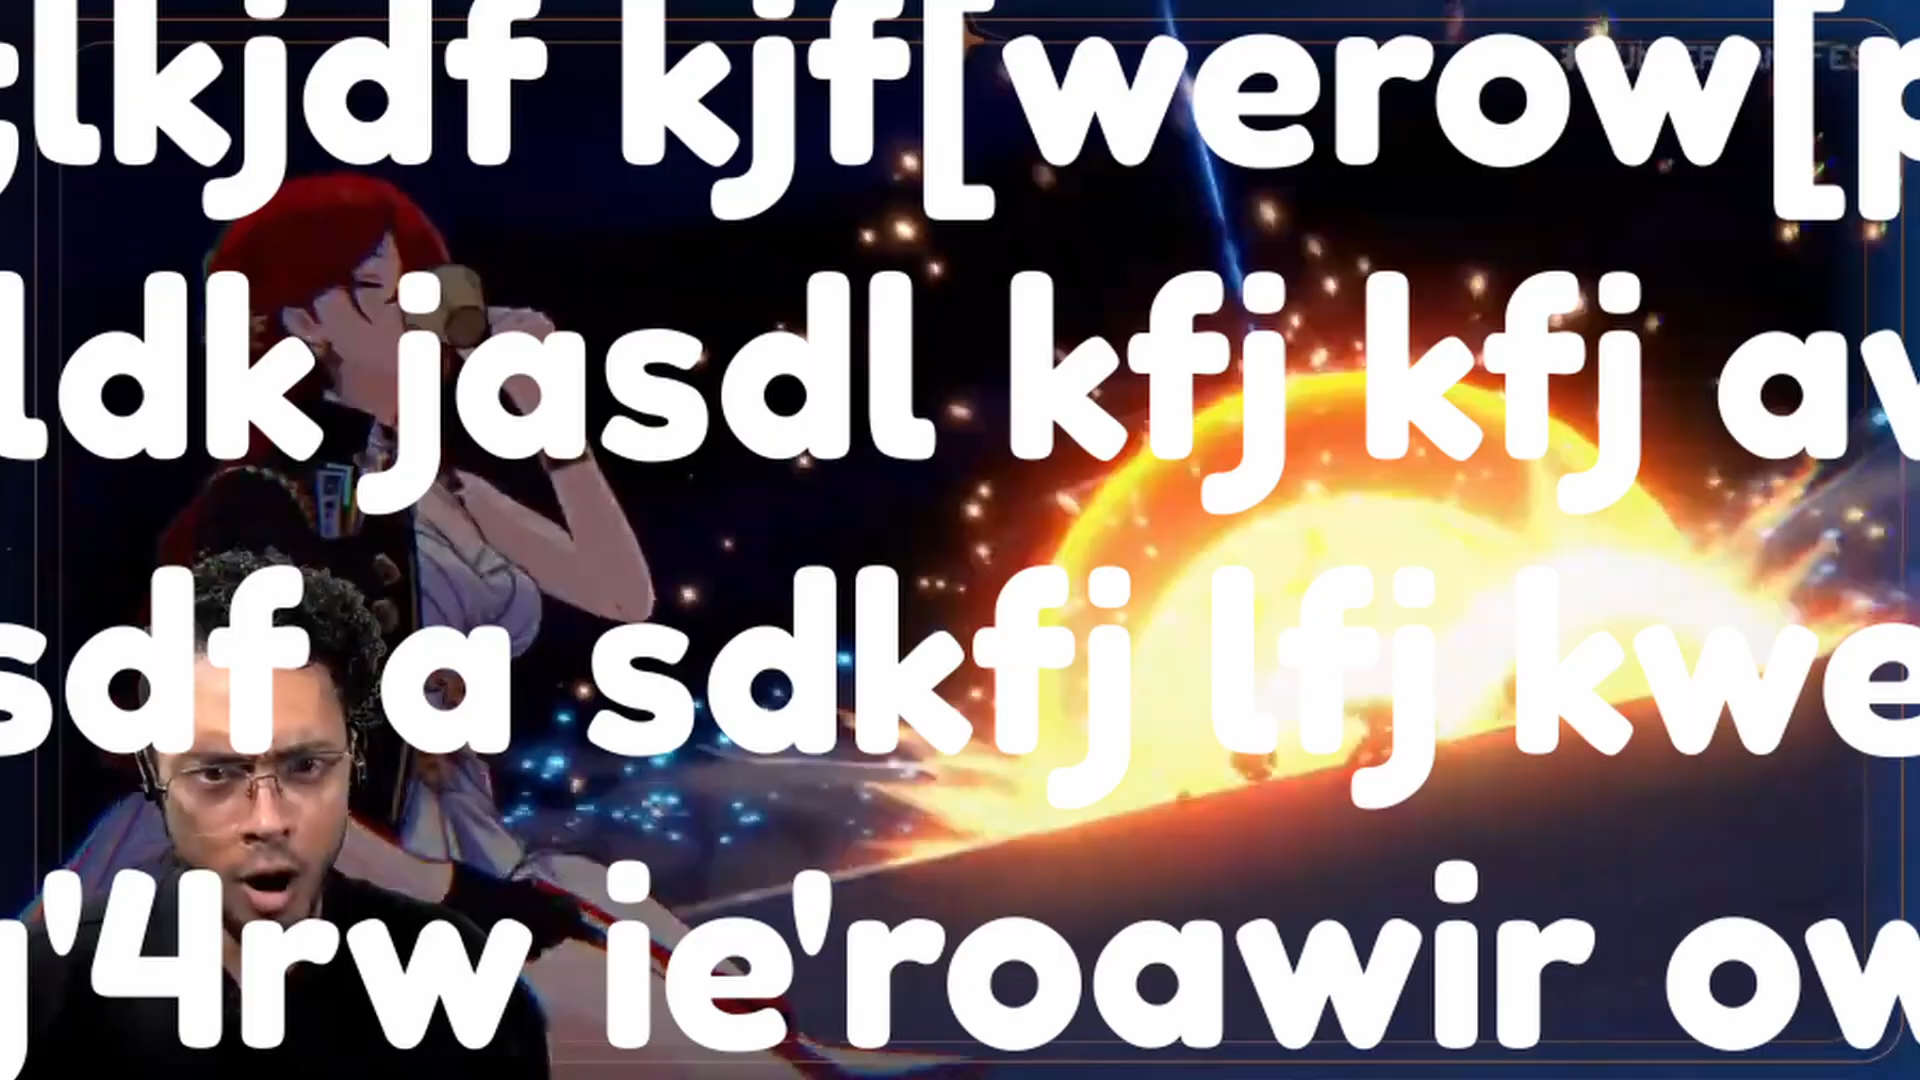 ;lkjdf kjf[werow[p
ldk jasdl kfj kfj av
sdf a sdkfj lfj kwe
'4rw ie'roawir ow